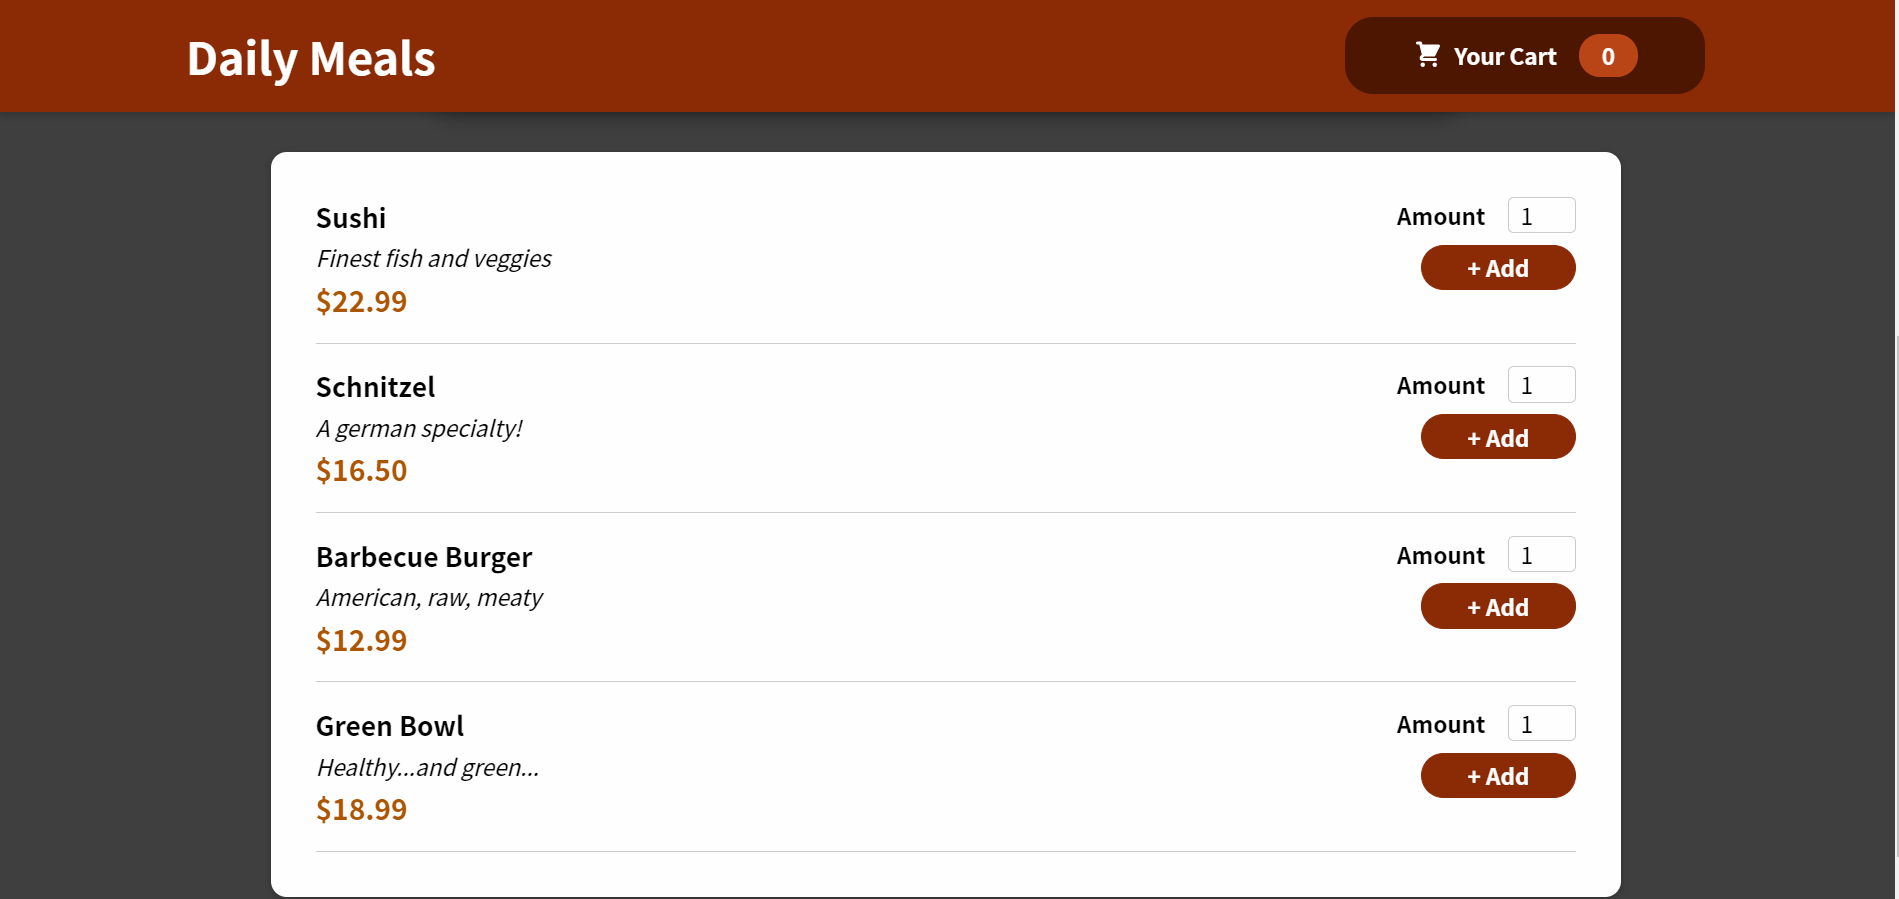 Daily Meals
Your Cart 0
Sushi
Finest fish and veggies
$22.99
Amount 1
+ Add
Schnitzel
A german specialty!
$16.50
Amount 1
+ Add
Barbecue Burger
American, raw, meaty
$12.99
Amount 1
+ Add
Green Bowl
Healthy...and green...
$18.99
Amount 1
+ Add